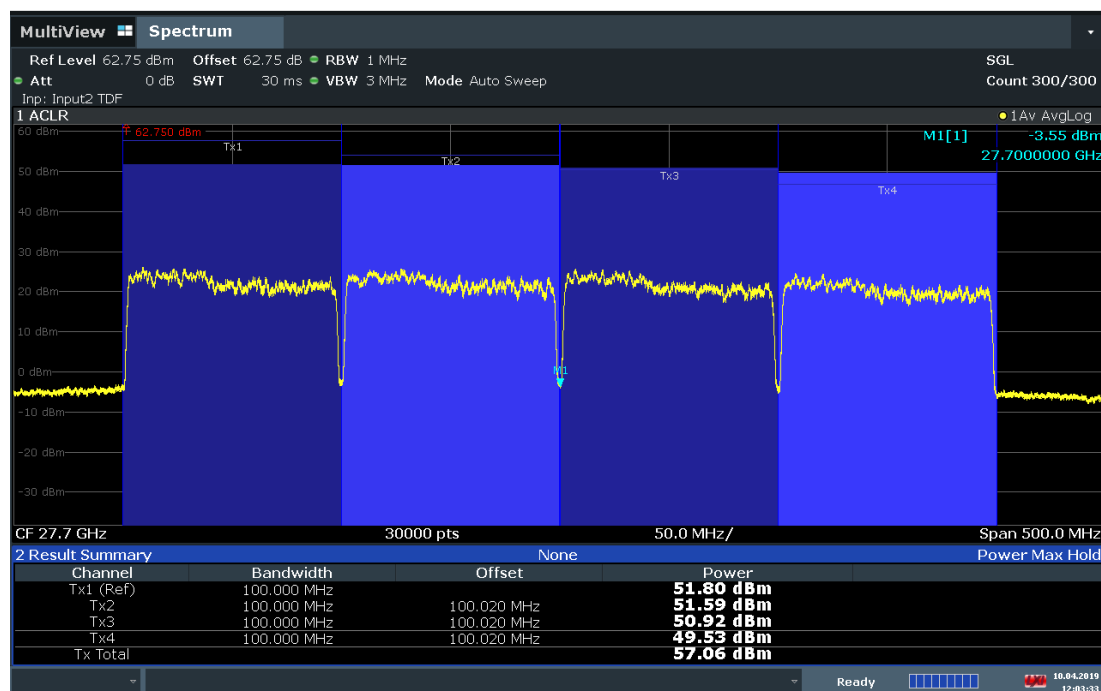 MultiView Spectrum
Ref Level 62.75 dBm Offset 62.75 dB RBW 1 MHz SGL
Att 0 dB SWT 30 ms VBW 3 MHz Mode Auto Sweep Count 300/300
Inp: Input2 TDF
1 ACLR 1Av AvgLog
60 dBm 62.750 dBm M1[1] -3.55 dBm
Tx1 Tx2 27.7000000 GHz
50 dBm Tx3
Tx4
40 dBm
30 dBm
20 dBm
10 dBm
0 dBm M1
-10 dBm
-20 dBm
-30 dBm
CF 27.7 GHz 30000 pts 50.0 MHz/ Span 500.0 MHz
2 Result Summary None Power Max Hold
Channel Bandwidth Offset Power
Tx1 (Ref) 100.000 MHz 51.80 dBm
Tx2 100.000 MHz 100.020 MHz 51.59 dBm
Tx3 100.000 MHz 100.020 MHz 50.92 dBm
Tx4 100.000 MHz 100.020 MHz 49.53 dBm
Tx Total 57.06 dBm
Ready 10.04.2019
12:03:33